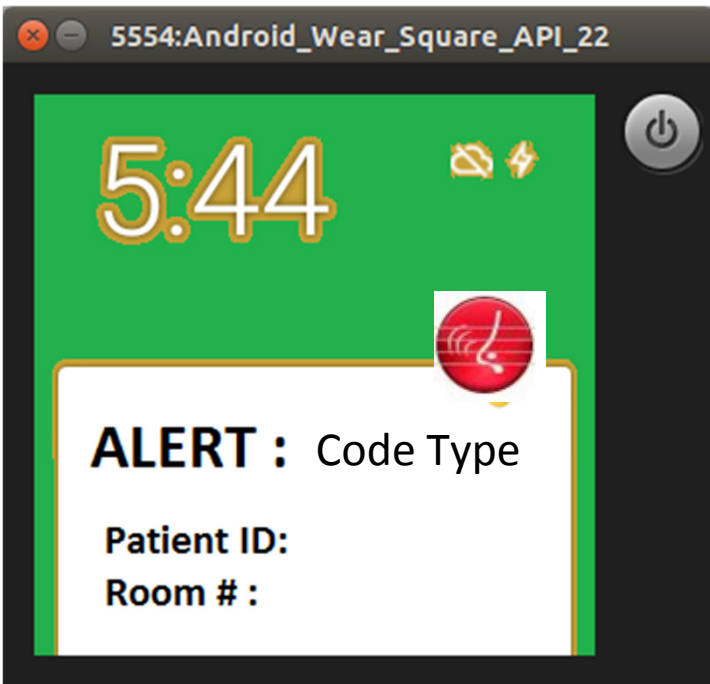 5554:Android_Wear_Square_API_22
5:44
ALERT : Code Type
Patient ID:
Room # :